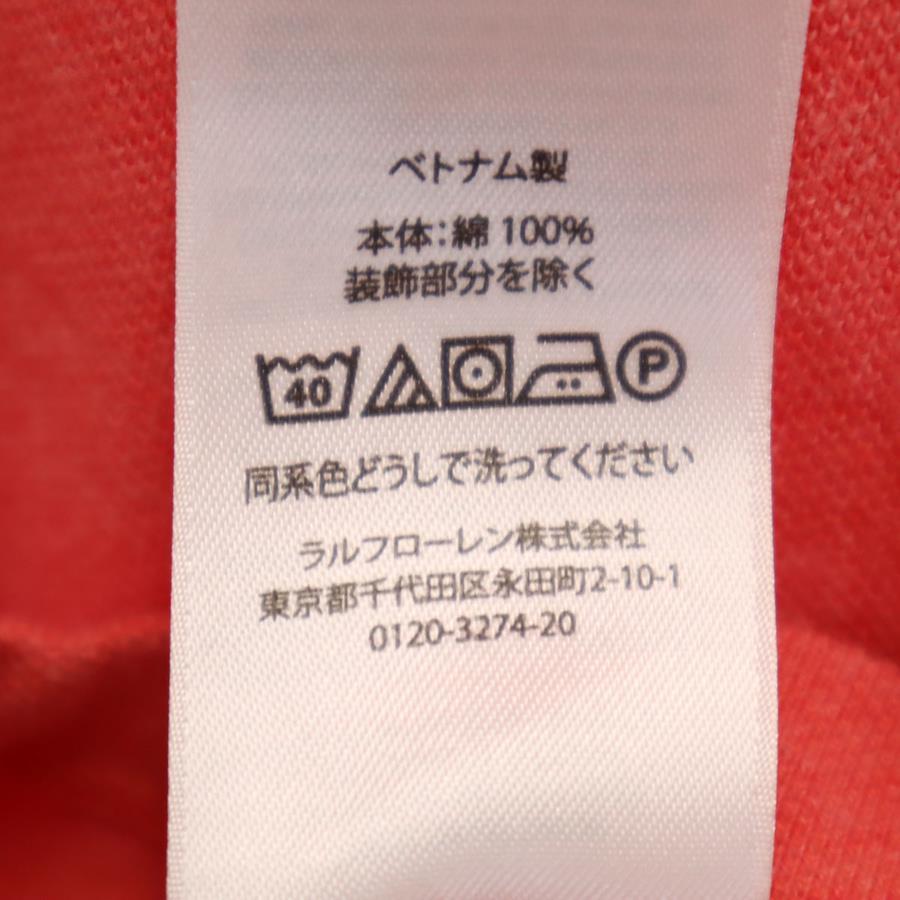 ベトナム製
本体：綿 100%
装飾部分を除く
40 P
同系色どうしで洗ってください
ラルフローレン株式会社
東京都千代田区永田町2-10-1
0120-3274-20